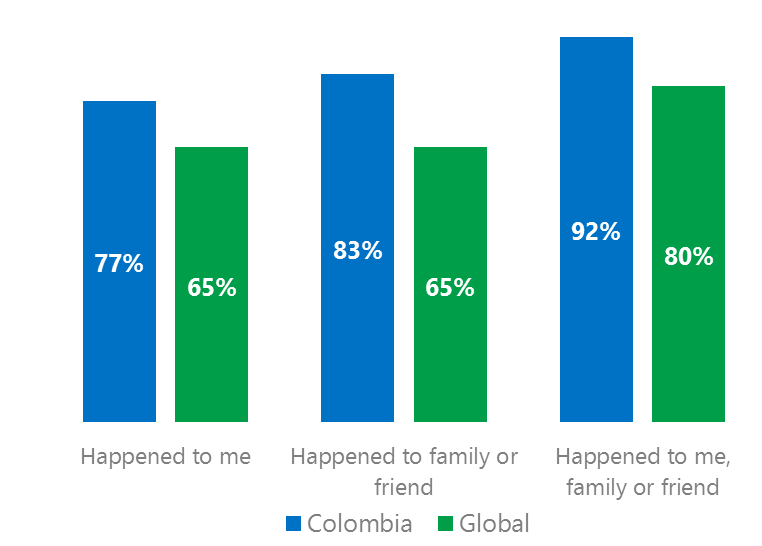 92%
83%
80%
77%
65%
65%
Happened to me
Happened to family or
friend
Happened to me,
family or friend
Colombia
Global